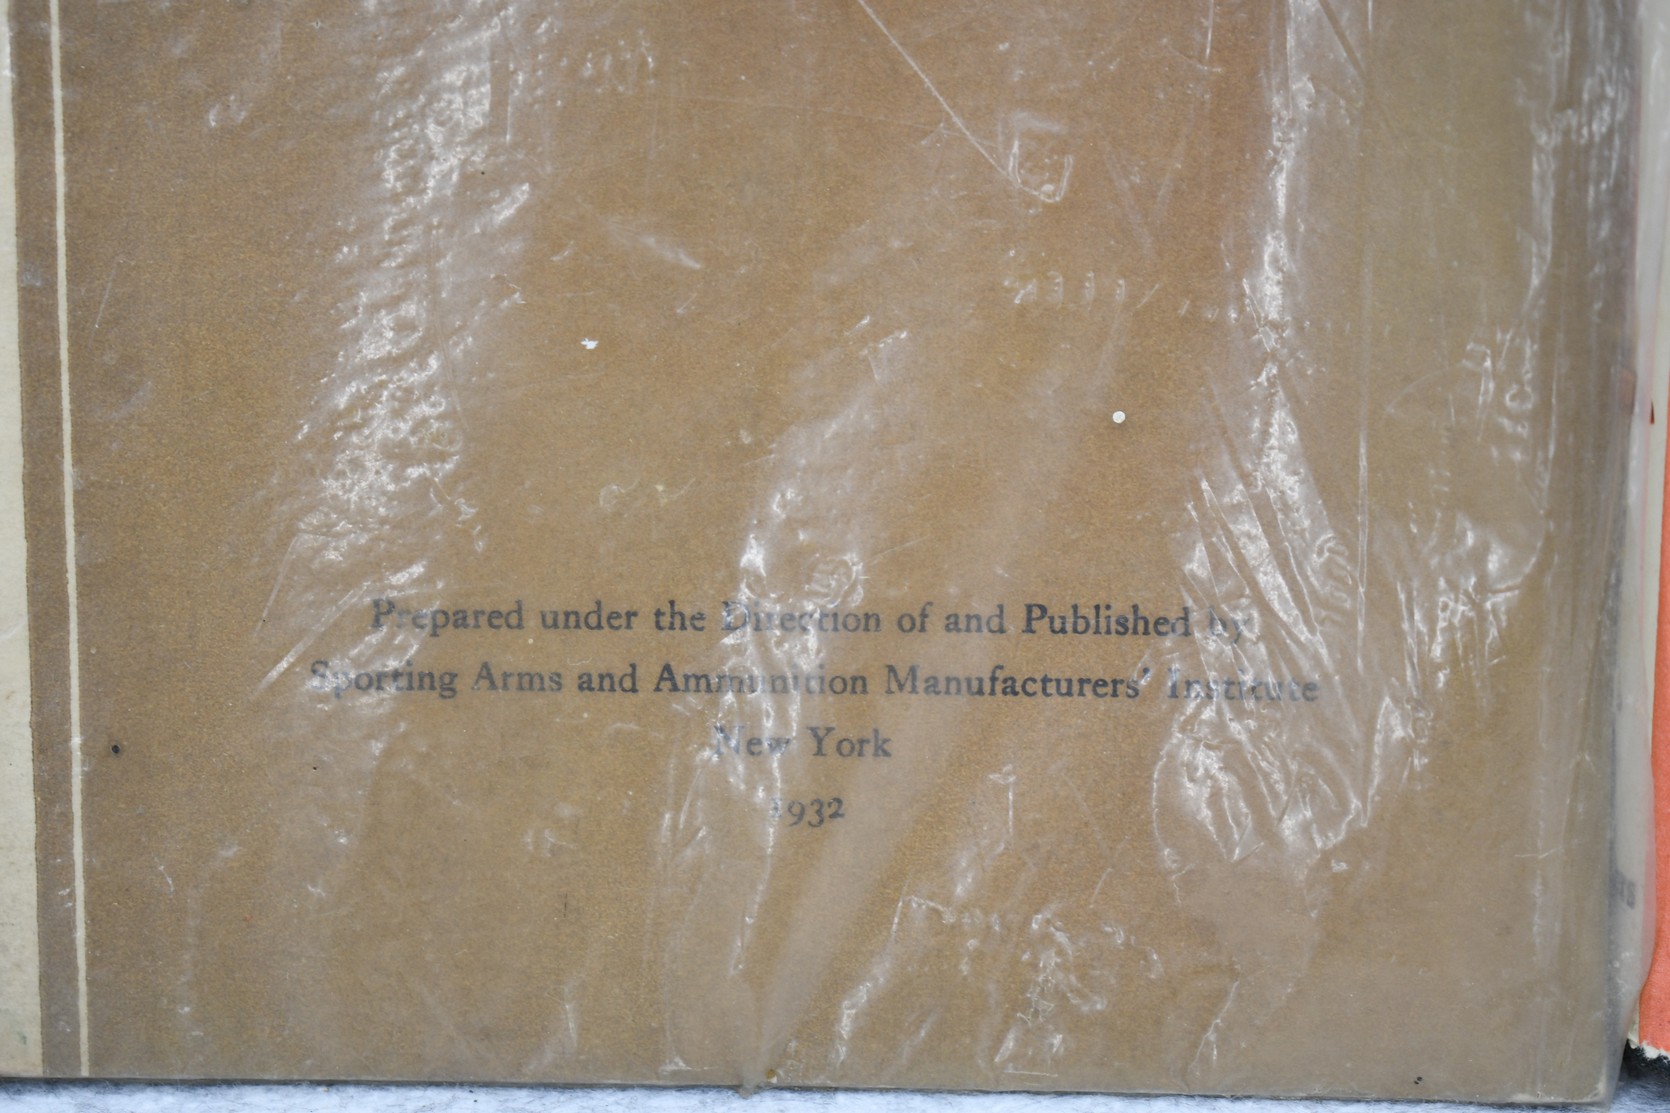 Prepared under the Direction of and Published by
Sporting Arms and Ammunition Manufacturers' Institute
New York
1932